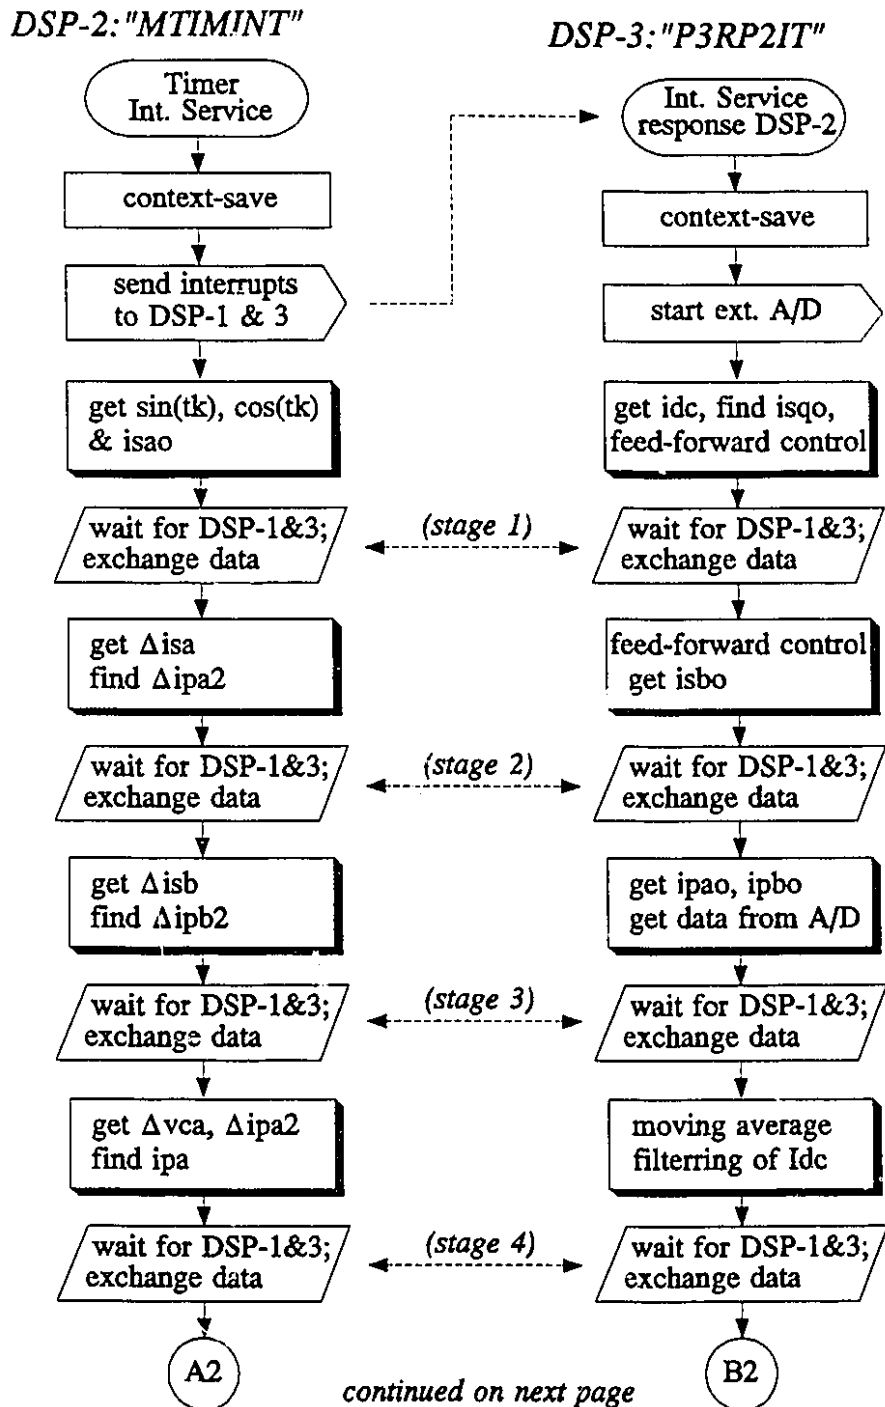 DSP-2:"MTIMINT"
DSP-3:"P3RP2IT"
Timer
Int. Service
Int. Service
response DSP-2
context-save
context-save
send interrupts
to DSP-1 & 3
start ext. A/D
get sin(tk), cos(tk)
& isao
get idc, find isqo,
feed-forward control
wait for DSP-1&3;
exchange data
(stage 1)
wait for DSP-1&3;
exchange data
get Δisa
find Δipa2
feed-forward control
get isbo
wait for DSP-1&3;
exchange data
(stage 2)
wait for DSP-1&3;
exchange data
get Δisb
find Δipb2
get ipao, ipbo
get data from A/D
wait for DSP-1&3;
exchange data
(stage 3)
wait for DSP-1&3;
exchange data
get Δvca, Δipa2
find ipa
moving average
filterring of Idc
wait for DSP-1&3;
exchange data
(stage 4)
wait for DSP-1&3;
exchange data
A2
B2
continued on next page